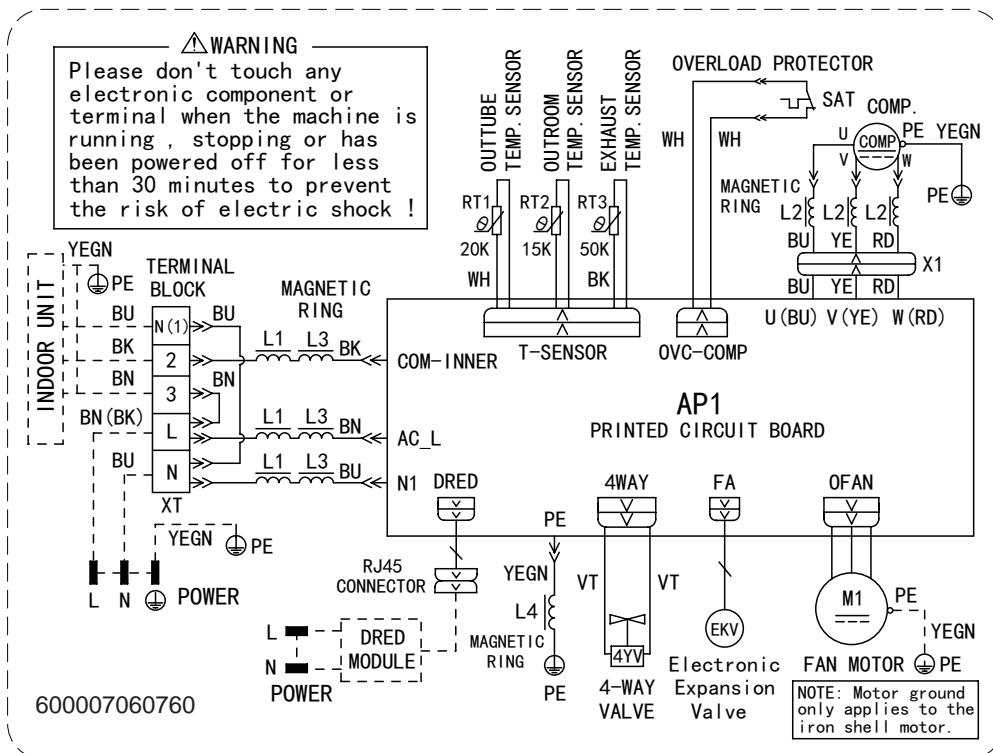 WARNING
Please don't touch any
electronic component or
terminal when the machine is
running , stopping or has
been powered off for less
than 30 minutes to prevent
the risk of electric shock !
OUTTUBE
TEMP.SENSOR
OUTROOM
TEMP.SENSOR
EXHAUST
TEMP.SENSOR
RT1
θ
20K
WH
RT2
θ
15K
RT3
θ
50K
BK
OVERLOAD PROTECTOR
SAT
WH
WH
COMP.
U
COMP
PE YEGN
V
W
PE
MAGNETIC
RING
L2
L2
L2
BU
YE
RD
X1
BU
YE
RD
U(BU) V(YE) W(RD)
YEGN
PE
INDOOR UNIT
TERMINAL
BLOCK
BU
N(1)
BU
BK
2
BN
3
BN
BN(BK)
L
BU
N
XT
MAGNETIC
RING
L1
L3
BK
COM-INNER
L1
L3
BN
AC_L
L1
L3
BU
N1
T-SENSOR
OVC-COMP
AP1
PRINTED CIRCUIT BOARD
DRED
PE
4WAY
FA
OFAN
YEGN
PE
L
N
POWER
RJ45
CONNECTOR
L
N
POWER
DRED
MODULE
YEGN
L4
MAGNETIC
RING
PE
VT
VT
4YV
4-WAY
VALVE
EKV
Electronic
Expansion
Valve
M1
PE
YEGN
FAN MOTOR
PE
NOTE: Motor ground
only applies to the
iron shell motor.
600007060760